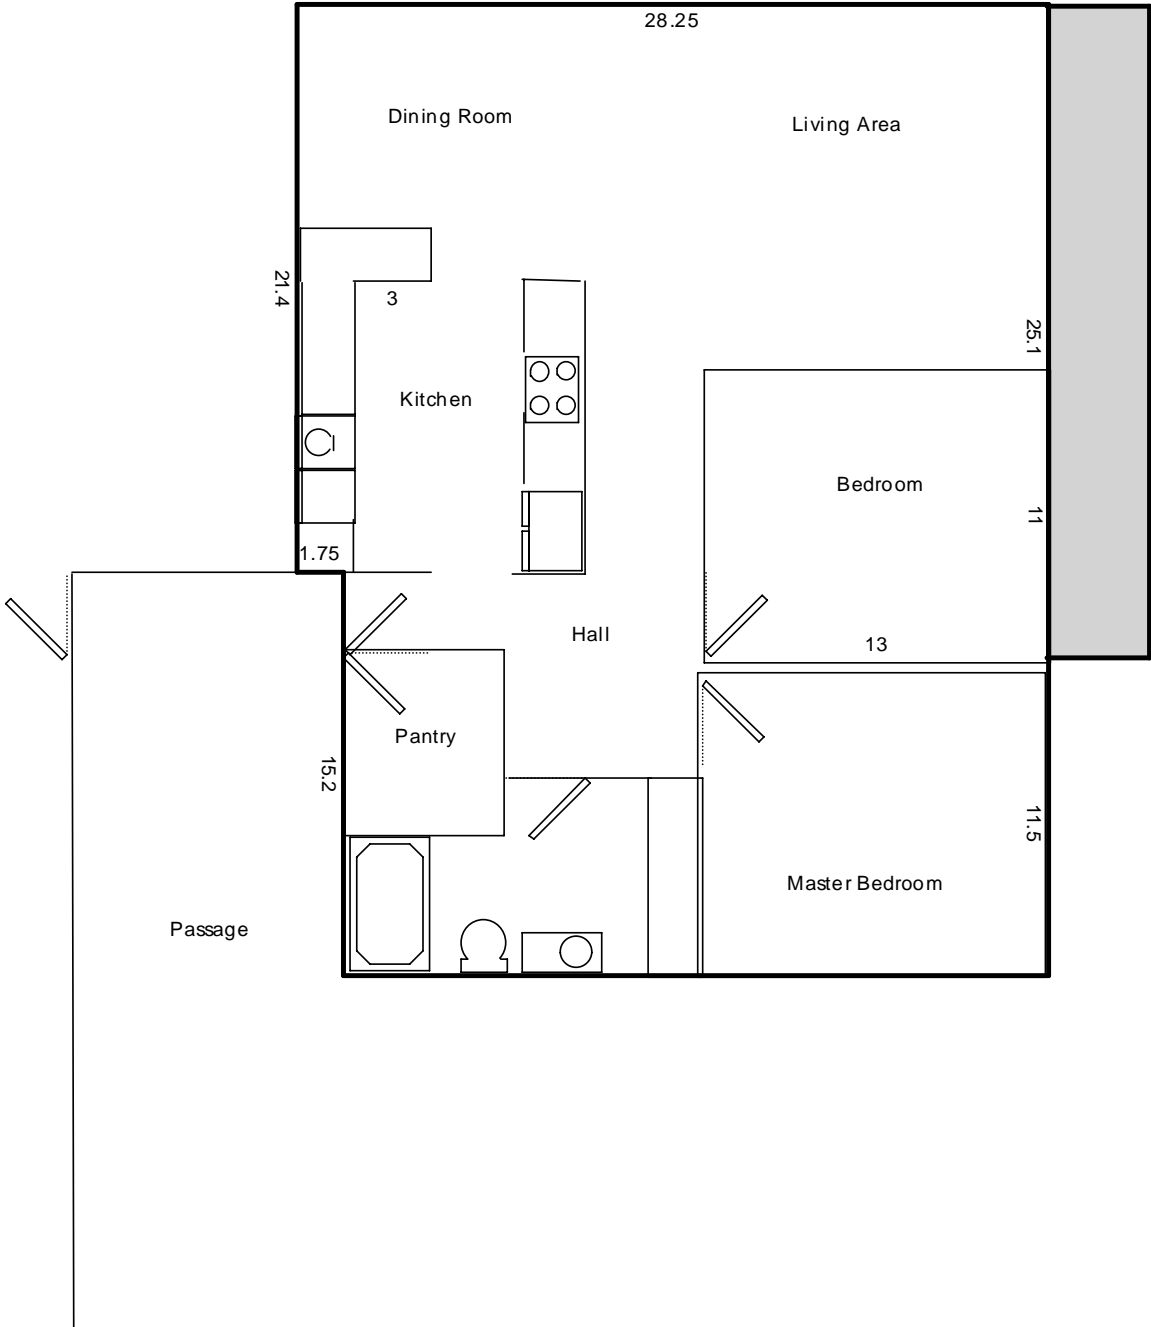 28.25
Dining Room
Living Area
21.4
3
25.1
Kitchen
Bedroom
11
1.75
Hall
13
Pantry
15.2
11.5
Master Bedroom
Passage